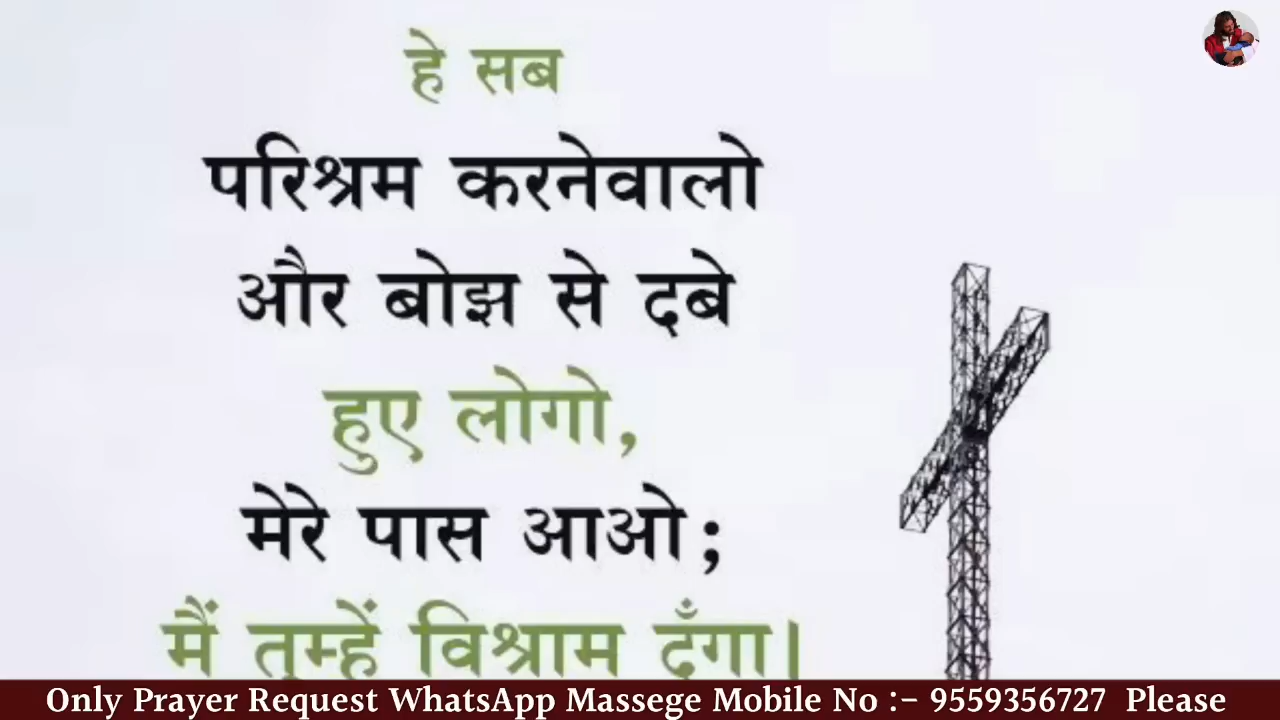 हे सब
परिश्रम करनेवालो
और बोझ से दबे
हुए लोगो,
मेरे पास आओ;
मैं तुम्हें विश्राम दूँगा।
Only Prayer Request WhatsApp Massege Mobile No :- 9559356727 Please